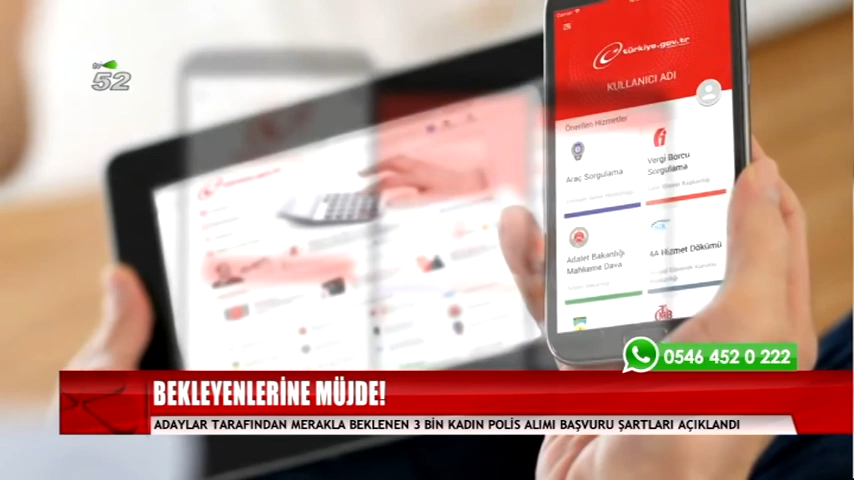 tv
52
türkiye.gov.tr
KULLANICI ADI
Önerilen Hizmetler
Araç Sorgulama
Vergi Borcu
Sorgulama
Adalet Bakanlığı
Mahkeme Dava
4A Hizmet Dökümü
0546 452 0 222
BEKLEYENLERİNE MÜJDE!
ADAYLAR TARAFINDAN MERAKLA BEKLENEN 3 BİN KADIN POLİS ALIMI BAŞVURU ŞARTLARI AÇIKLANDI